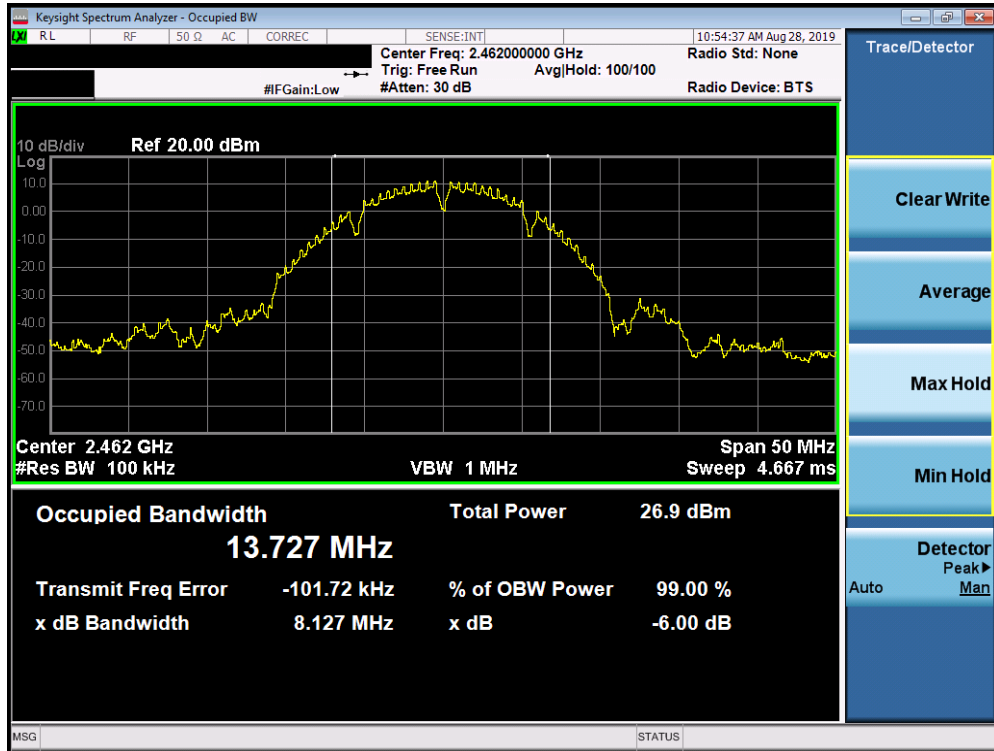 Keysight Spectrum Analyzer - Occupied BW
LXI RL RF 50 Ω AC CORREC SENSE:INT 10:54:37 AM Aug 28, 2019
Center Freq: 2.462000000 GHz Radio Std: None
Trig: Free Run Avg|Hold: 100/100
#IFGain:Low #Atten: 30 dB Radio Device: BTS
10 dB/div Ref 20.00 dBm
Log
10.0
0.00
-10.0
-20.0
-30.0
-40.0
-50.0
-60.0
-70.0
Center 2.462 GHz Span 50 MHz
#Res BW 100 kHz VBW 1 MHz Sweep 4.667 ms
Occupied Bandwidth Total Power 26.9 dBm
13.727 MHz
Transmit Freq Error -101.72 kHz % of OBW Power 99.00 %
x dB Bandwidth 8.127 MHz x dB -6.00 dB
Trace/Detector
Clear Write
Average
Max Hold
Min Hold
Detector
Peak▶
Auto Man
MSG STATUS